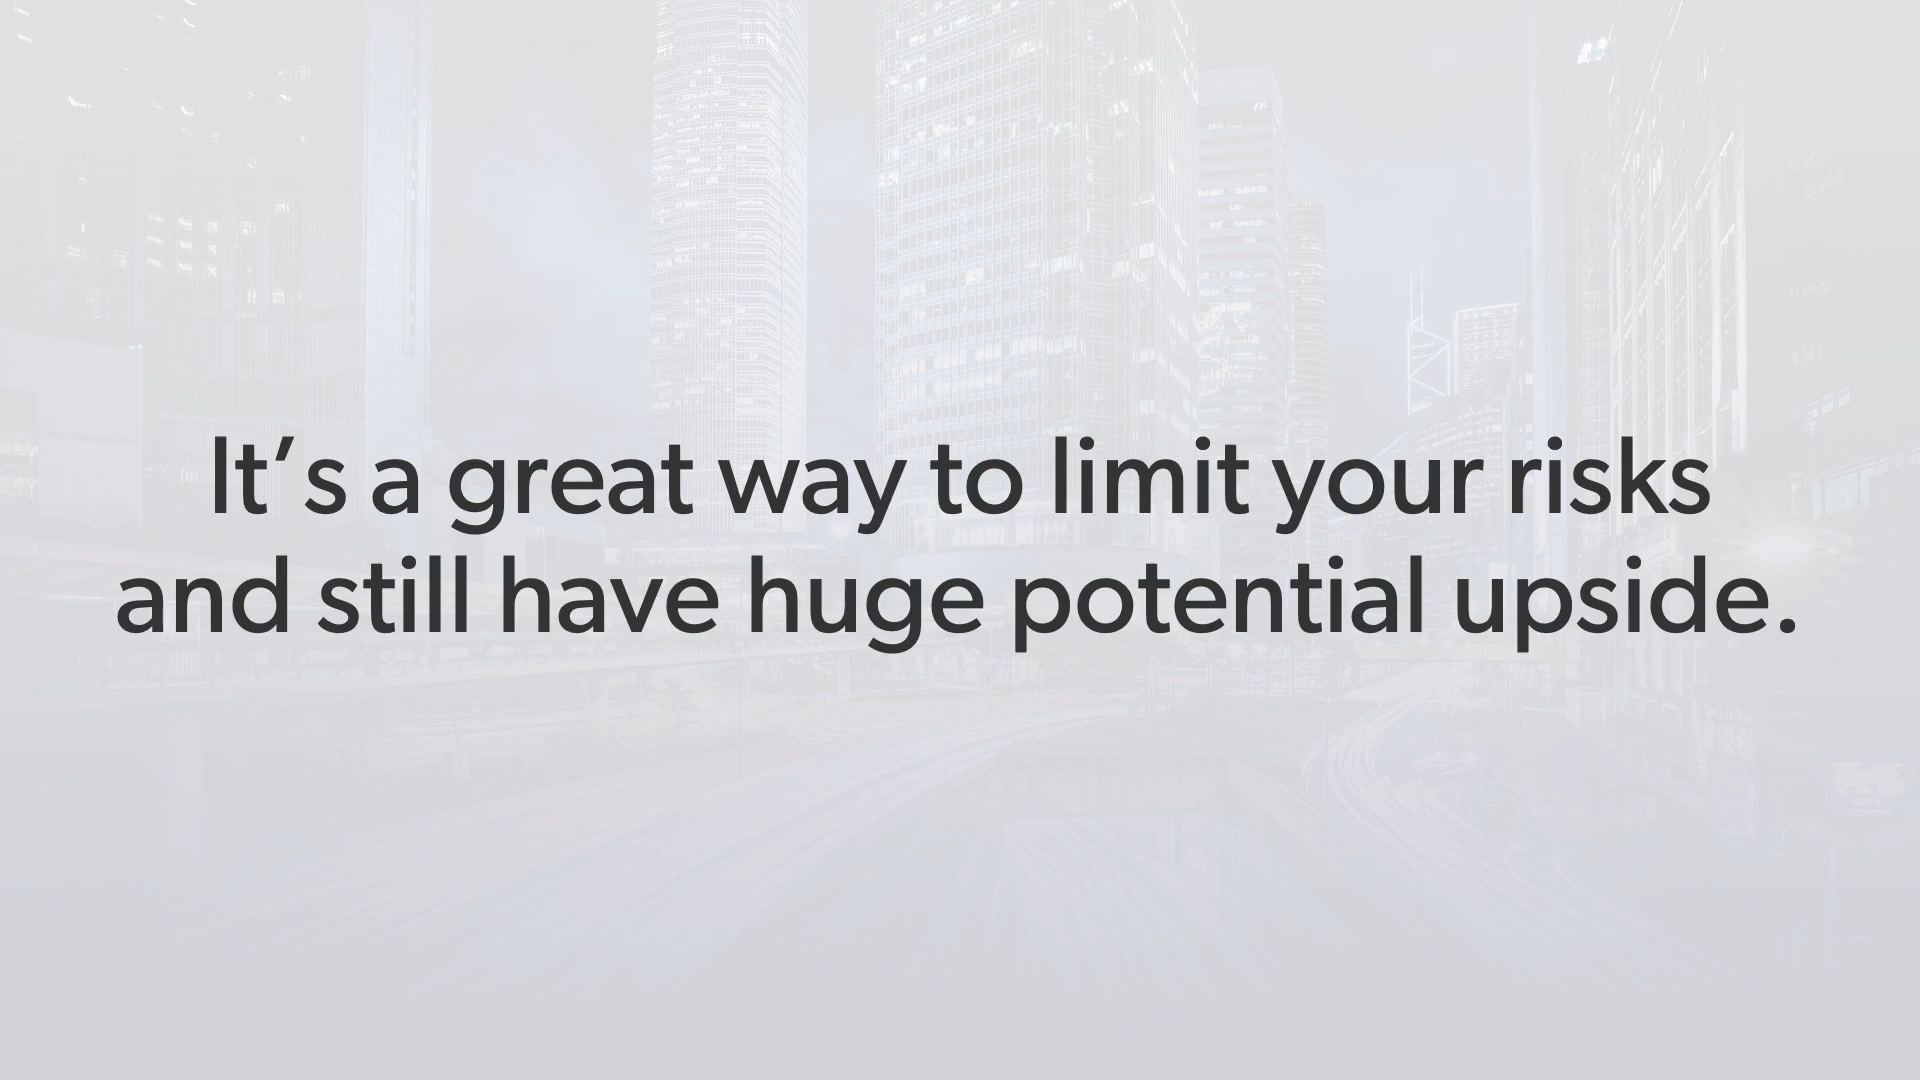 It’s a great way to limit your risks
and still have huge potential upside.